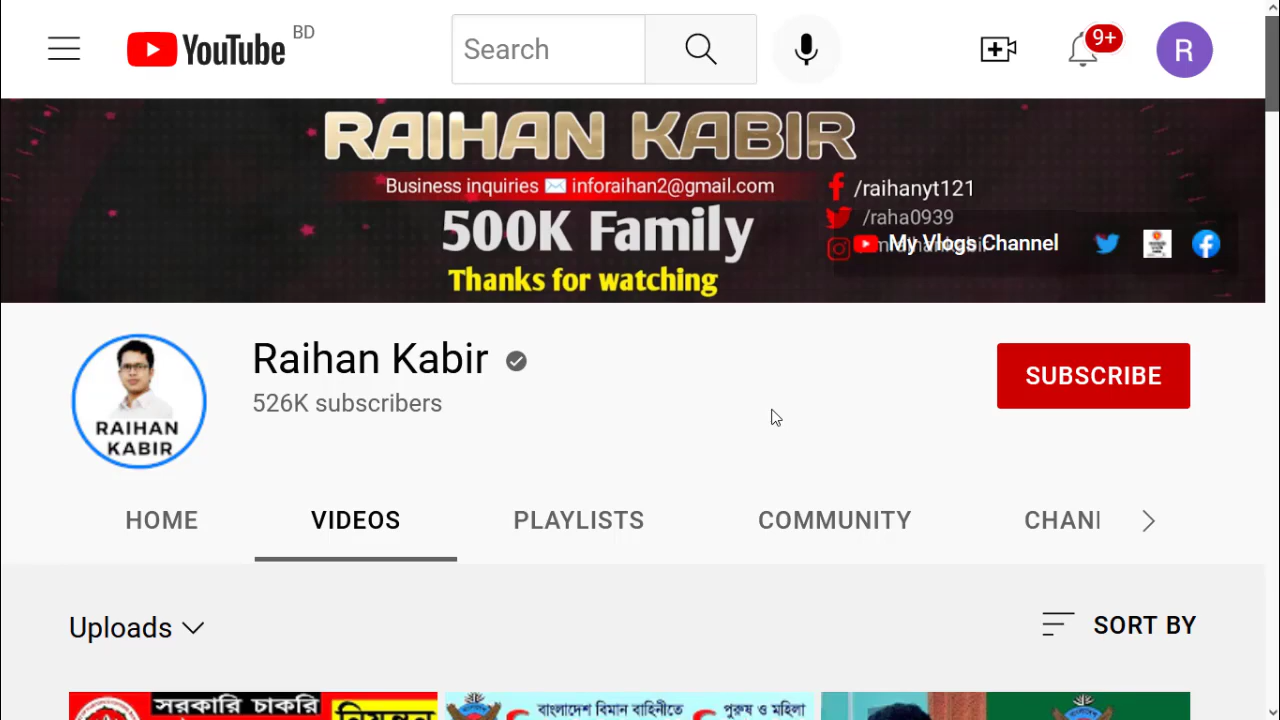 YouTube BD
Search
9+
R
RAIHAN KABIR
Business inquiries ✉ inforaihan2@gmail.com
500K Family
Thanks for watching
/raihanyt121
/raha0939
My Vlogs Channel
RAIHAN
KABIR
Raihan Kabir
526K subscribers
SUBSCRIBE
HOME VIDEOS PLAYLISTS COMMUNITY CHAN
Uploads
SORT BY
সরকারি চাকরি
বাংলাদেশ বিমান বাহিনীতে
পুরুষ ও মহিলা